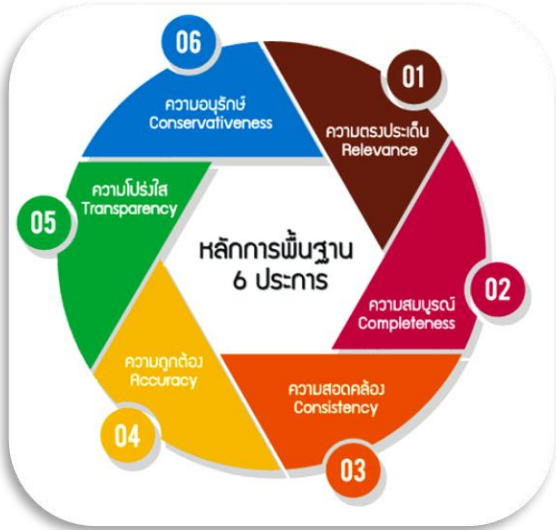 หลักการพื้นฐาน
6 ประการ
01
ความตรงประเด็น
Relevance
02
ความสมบูรณ์
Completeness
ความสอดคล้อง
Consistency
03
ความถูกต้อง
Accuracy
04
ความโปร่งใส
Transparency
05
06
ความอนุรักษ์
Conservativeness